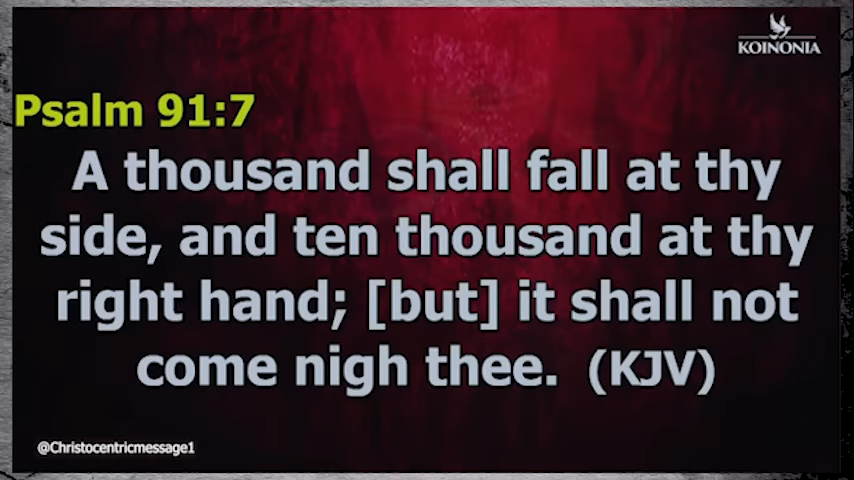 KOINONIA
Psalm 91:7
A thousand shall fall at thy
side, and ten thousand at thy
right hand; [but] it shall not
come nigh thee. (KJV)
@Christocentricmessage1